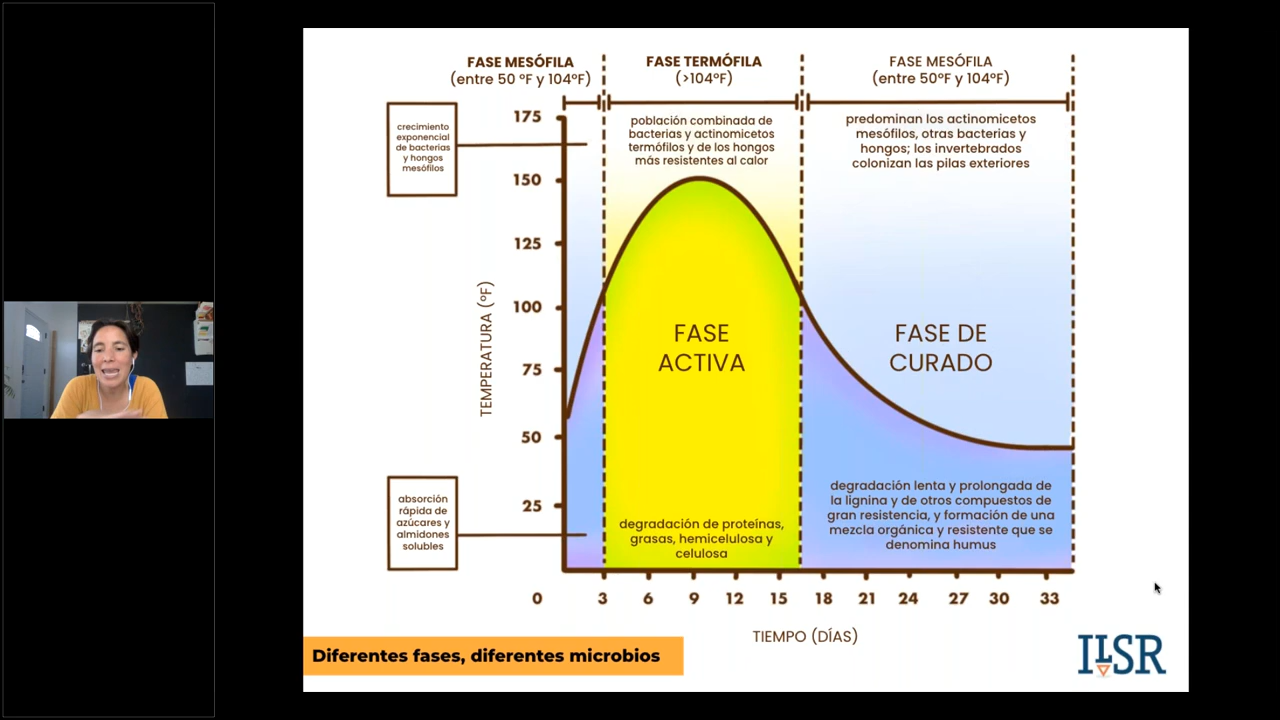 FASE MESÓFILA
(entre 50 ºF y 104ºF)
FASE TERMÓFILA
(>104ºF)
FASE MESÓFILA
(entre 50ºF y 104ºF)
crecimiento
exponencial
de bacterias
y hongos
mesófilos
población combinada de
bacterias y actinomicetos
termófilos y de los hongos
más resistentes al calor
predominan los actinomicetos
mesófilos, otras bacterias y
hongos; los invertebrados
colonizan las pilas exteriores
175
150
125
100
75
50
25
TEMPERATURA (ºF)
FASE
ACTIVA
FASE DE
CURADO
absorción
rápida de
azúcares y
almidones
solubles
degradación de proteínas,
grasas, hemicelulosa y
celulosa
degradación lenta y prolongada de
la lignina y de otros compuestos de
gran resistencia, y formación de una
mezcla orgánica y resistente que se
denomina humus
0 3 6 9 12 15 18 21 24 27 30 33
TIEMPO (DÍAS)
Diferentes fases, diferentes microbios
ILSR